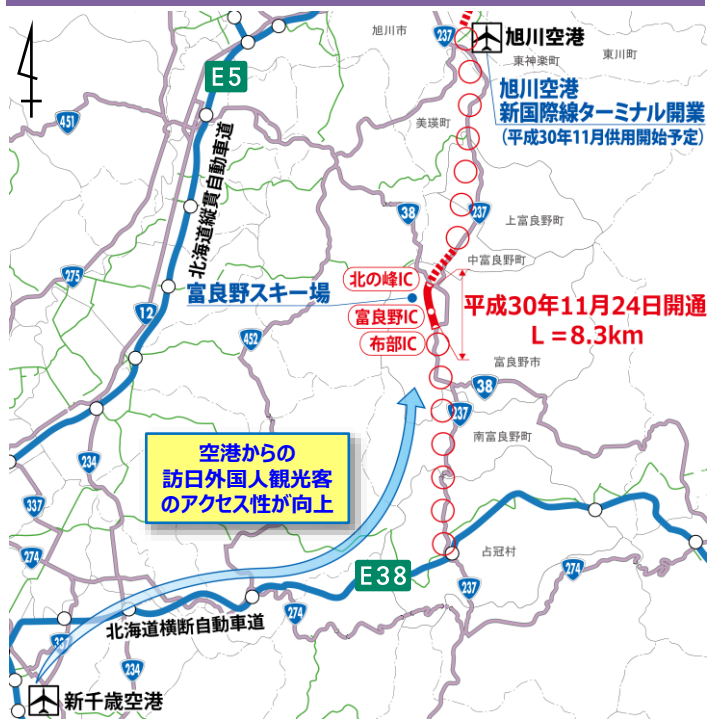 旭川市
237
旭川空港
東神楽町
東川町
E5
旭川空港
新国際線ターミナル開業
(平成30年11月供用開始予定)
451
美瑛町
北海道縦貫自動車道
38
237
上富良野町
中富良野町
275
北の峰IC
富良野スキー場
平成30年11月24日開通
L=8.3km
12
富良野IC
452
布部IC
富良野市
38
237
南富良野町
空港からの
訪日外国人観光客
のアクセス性が向上
234
337
274
占冠村
E38
274
237
274
北海道横断自動車道
337
234
新千歳空港